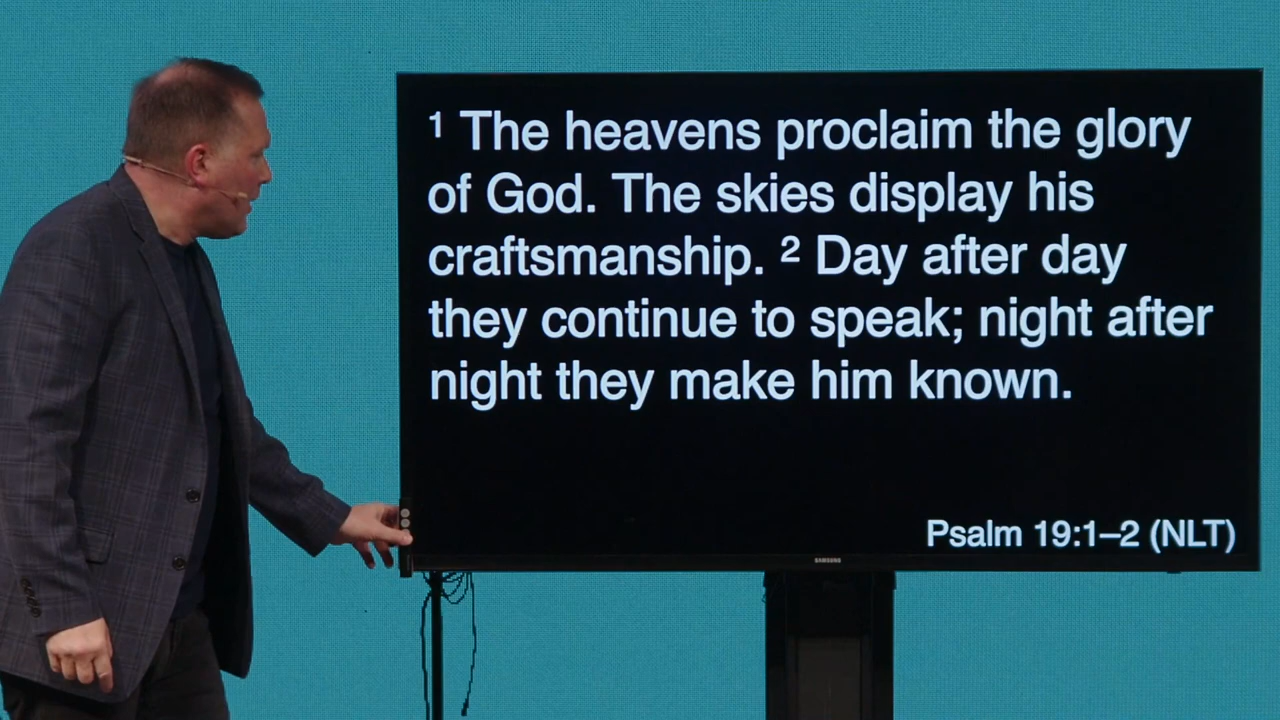 ¹ The heavens proclaim the glory
of God. The skies display his
craftsmanship. ² Day after day
they continue to speak; night after
night they make him known.
Psalm 19:1–2 (NLT)
SAMSUNG